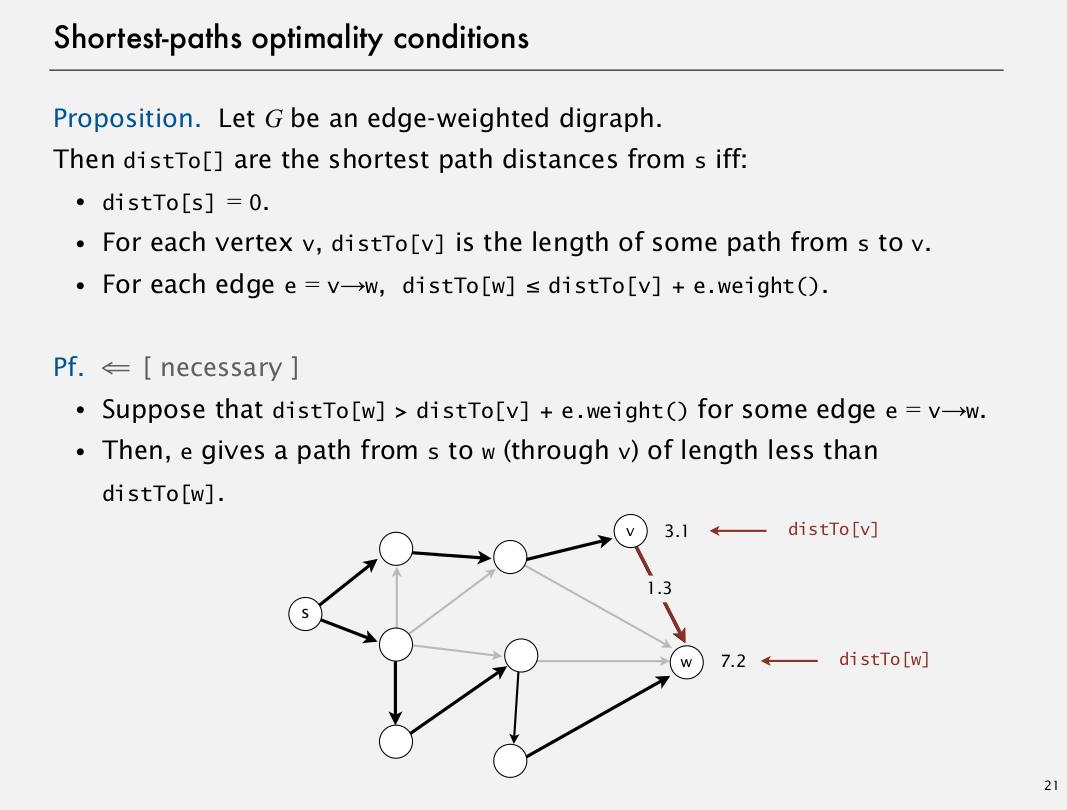 Shortest-paths optimality conditions
Proposition. Let G be an edge-weighted digraph.
Then distTo[] are the shortest path distances from s iff:
• distTo[s] = 0.
• For each vertex v, distTo[v] is the length of some path from s to v.
• For each edge e = v→w, distTo[w] ≤ distTo[v] + e.weight().
Pf. ⇐ [ necessary ]
• Suppose that distTo[w] > distTo[v] + e.weight() for some edge e = v→w.
• Then, e gives a path from s to w (through v) of length less than
distTo[w].
v 3.1 distTo[v]
1.3
s
w 7.2 distTo[w]
21